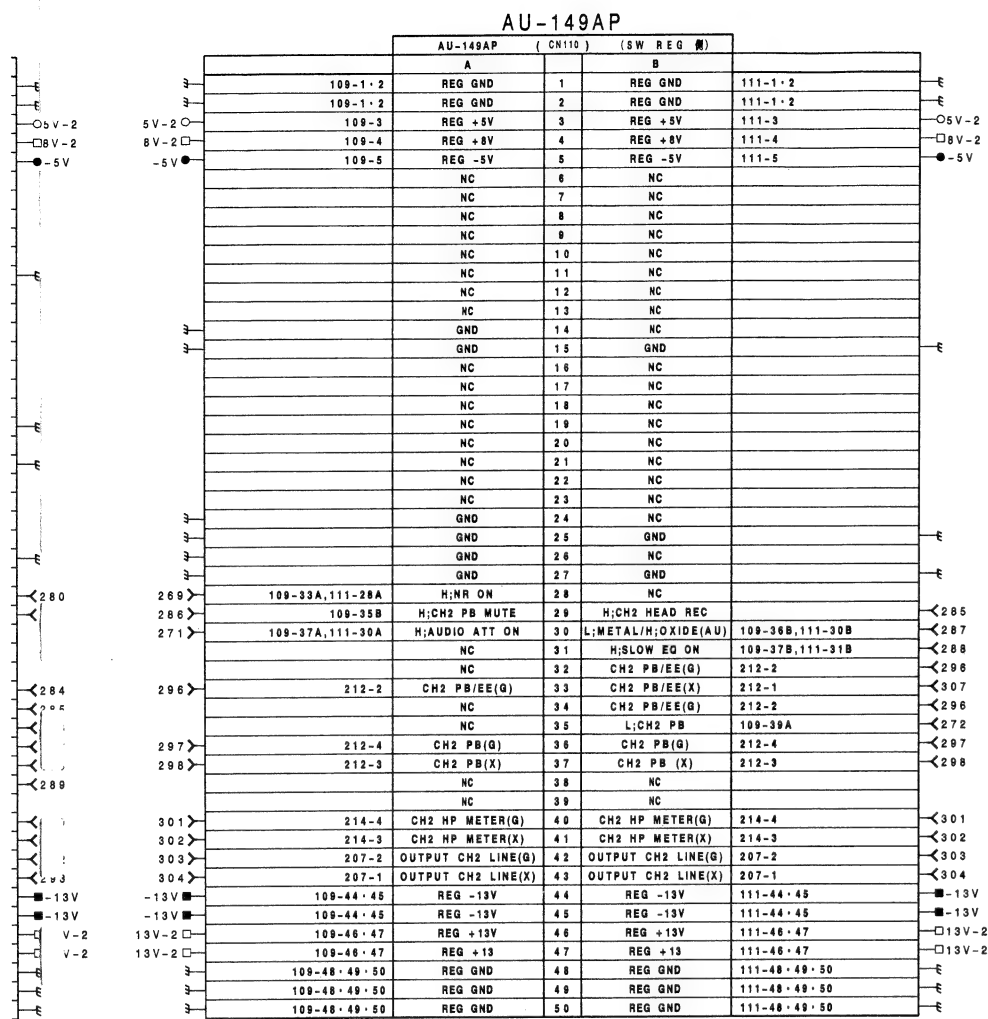 AU-149AP
AU-149AP ( CN110 ) (SW REG 側)
A B
109-1・2 REG GND 1 REG GND 111-1・2
109-1・2 REG GND 2 REG GND 111-1・2
5V-2 5V-2 109-3 REG +5V 3 REG +5V 111-3 5V-2
8V-2 8V-2 109-4 REG +8V 4 REG +8V 111-4 8V-2
-5V -5V 109-5 REG -5V 5 REG -5V 111-5 -5V
NC 6 NC
NC 7 NC
NC 8 NC
NC 9 NC
NC 10 NC
NC 11 NC
NC 12 NC
NC 13 NC
GND 14 NC
GND 15 GND
NC 16 NC
NC 17 NC
NC 18 NC
NC 19 NC
NC 20 NC
NC 21 NC
NC 22 NC
NC 23 NC
GND 24 NC
GND 25 GND
GND 26 NC
GND 27 GND
280 269 109-33A,111-28A H;NR ON 28 NC
286 109-35B H;CH2 PB MUTE 29 H;CH2 HEAD REC 285
271 109-37A,111-30A H;AUDIO ATT ON 30 L;METAL/H;OXIDE(AU) 109-36B,111-30B 287
NC 31 H;SLOW EQ ON 109-37B,111-31B 288
NC 32 CH2 PB/EE(G) 212-2 296
284 296 212-2 CH2 PB/EE(G) 33 CH2 PB/EE(X) 212-1 307
NC 34 CH2 PB/EE(G) 212-2 296
NC 35 L;CH2 PB 109-39A 272
297 212-4 CH2 PB(G) 36 CH2 PB(G) 212-4 297
298 212-3 CH2 PB(X) 37 CH2 PB (X) 212-3 298
289 NC 38 NC
NC 39 NC
301 214-4 CH2 HP METER(G) 40 CH2 HP METER(G) 214-4 301
302 214-3 CH2 HP METER(X) 41 CH2 HP METER(X) 214-3 302
303 207-2 OUTPUT CH2 LINE(G) 42 OUTPUT CH2 LINE(G) 207-2 303
304 207-1 OUTPUT CH2 LINE(X) 43 OUTPUT CH2 LINE(X) 207-1 304
-13V -13V 109-44・45 REG -13V 44 REG -13V 111-44・45 -13V
-13V -13V 109-44・45 REG -13V 45 REG -13V 111-44・45 -13V
V-2 13V-2 109-46・47 REG +13V 46 REG +13V 111-46・47 13V-2
V-2 13V-2 109-46・47 REG +13 47 REG +13 111-46・47 13V-2
109-48・49・50 REG GND 48 REG GND 111-48・49・50
109-48・49・50 REG GND 49 REG GND 111-48・49・50
109-48・49・50 REG GND 50 REG GND 111-48・49・50